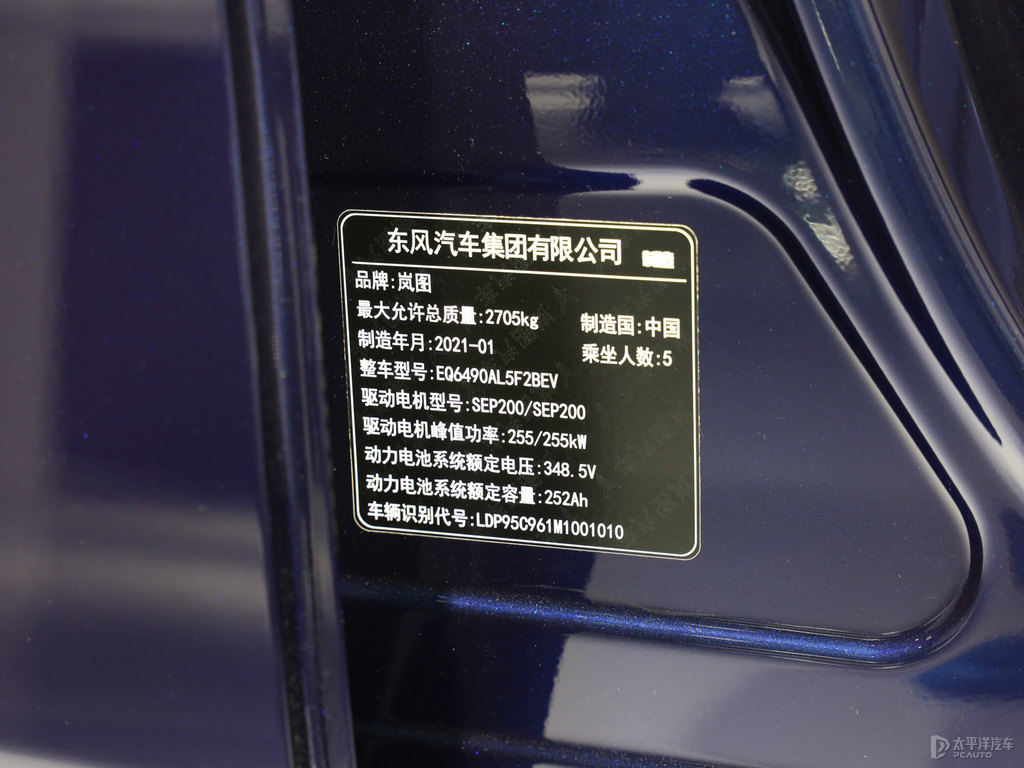 东风汽车集团有限公司
品牌:岚图
最大允许总质量:2705kg
制造国:中国
制造年月:2021-01
乘坐人数:5
整车型号:EQ6490AL5F2BEV
驱动电机型号:SEP200/SEP200
驱动电机峰值功率:255/255kW
动力电池系统额定电压:348.5V
动力电池系统额定容量:252Ah
车辆识别代号:LDP95C961M1001010
太平洋汽车
PCAUTO